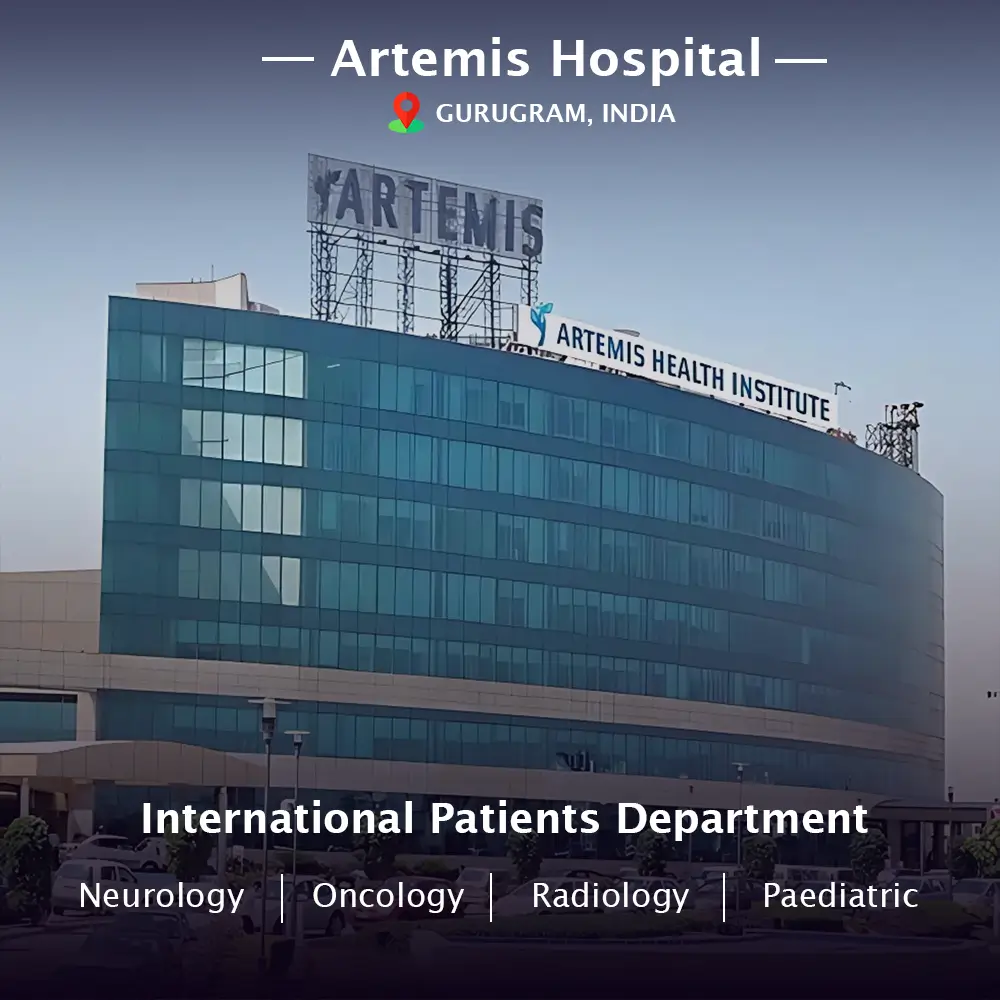 Artemis Hospital
GURUGRAM, INDIA
ARTEMIS
ARTEMIS HEALTH INSTITUTE
International Patients Department
Neurology | Oncology | Radiology | Paediatric